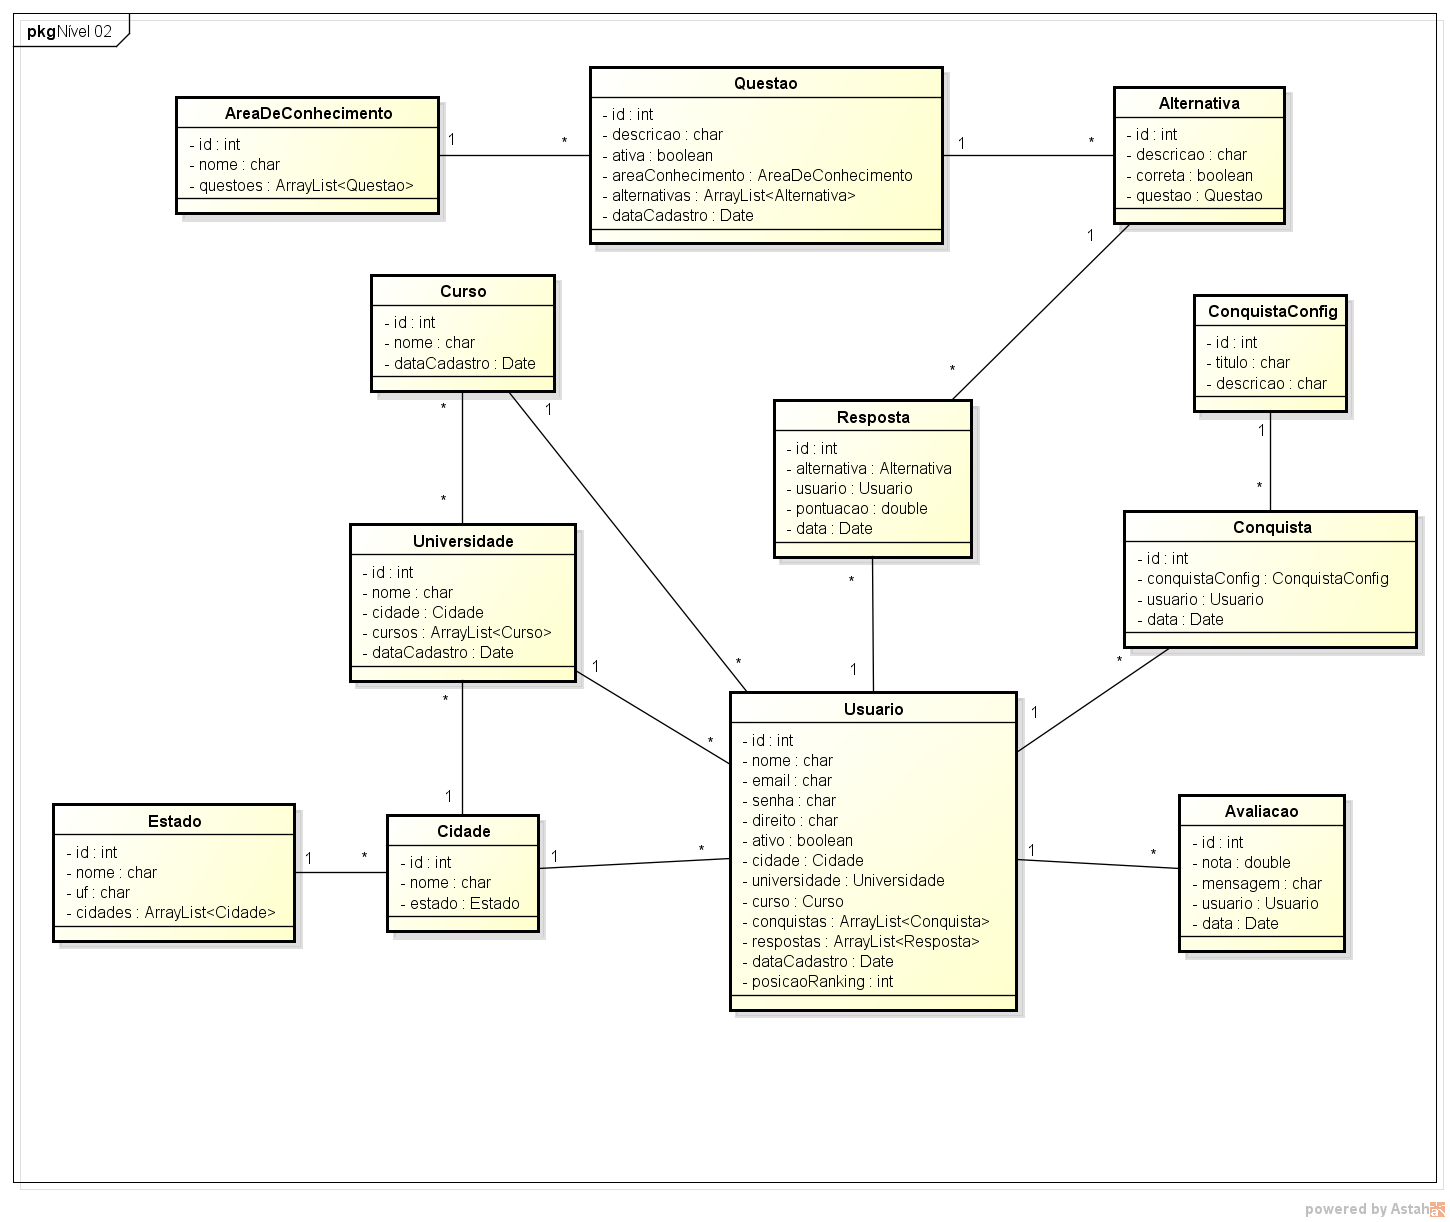 pkg Nível 02
AreaDeConhecimento
- id : int
- nome : char
- questoes : ArrayList<Questao>
1
*
Questao
- id : int
- descricao : char
- ativa : boolean
- areaConhecimento : AreaDeConhecimento
- alternativas : ArrayList<Alternativa>
- dataCadastro : Date
1
*
Alternativa
- id : int
- descricao : char
- correta : boolean
- questao : Questao
1
*
Curso
- id : int
- nome : char
- dataCadastro : Date
*
*
1
*
ConquistaConfig
- id : int
- titulo : char
- descricao : char
1
*
Resposta
- id : int
- alternativa : Alternativa
- usuario : Usuario
- pontuacao : double
- data : Date
*
1
Universidade
- id : int
- nome : char
- cidade : Cidade
- cursos : ArrayList<Curso>
- dataCadastro : Date
1
*
*
1
Conquista
- id : int
- conquistaConfig : ConquistaConfig
- usuario : Usuario
- data : Date
*
1
Usuario
- id : int
- nome : char
- email : char
- senha : char
- direito : char
- ativo : boolean
- cidade : Cidade
- universidade : Universidade
- curso : Curso
- conquistas : ArrayList<Conquista>
- respostas : ArrayList<Resposta>
- dataCadastro : Date
- posicaoRanking : int
Estado
- id : int
- nome : char
- uf : char
- cidades : ArrayList<Cidade>
1
*
Cidade
- id : int
- nome : char
- estado : Estado
1
*
1
*
Avaliacao
- id : int
- nota : double
- mensagem : char
- usuario : Usuario
- data : Date
powered by Astah